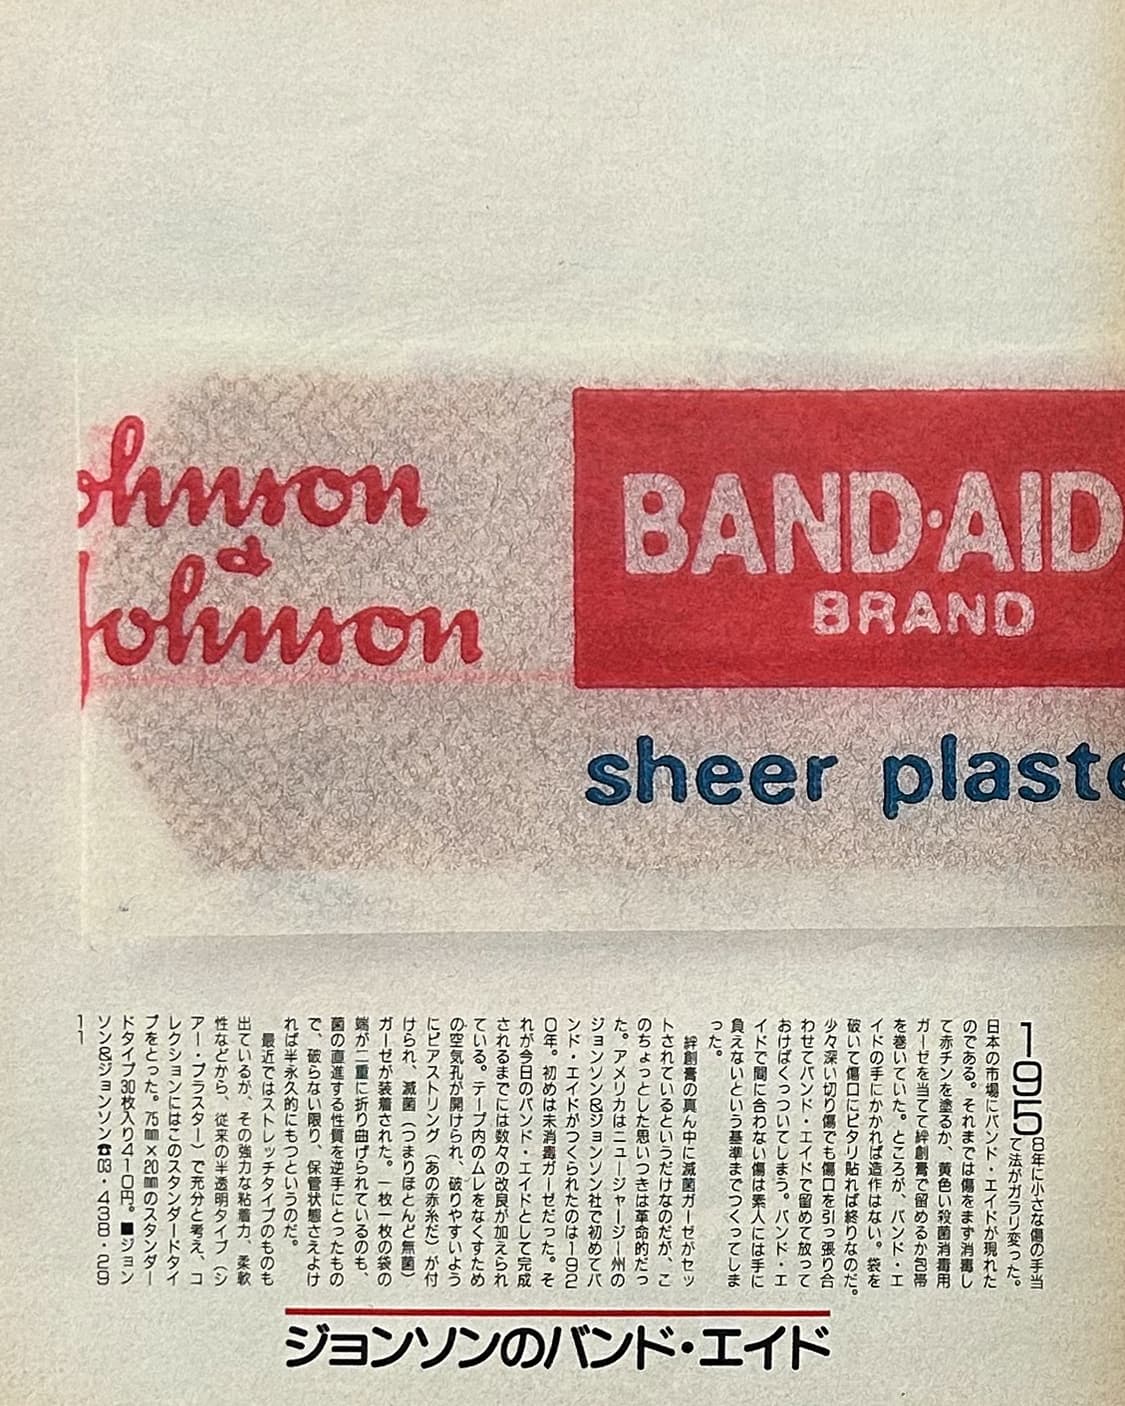 ohnson
&
Johnson
BAND·AID
BRAND
sheer plaste
1958年に小さな傷の手当
て法がガラリ変った。
日本の市場にバンド・エイドが現れた
のである。それまでは傷をまず消毒し
て赤チンを塗るか、黄色い殺菌消毒用
ガーゼを当てて絆創膏で留めるか包帯
を巻いていた。ところが、バンド・エ
イドの手にかかれば造作はない。袋を
破いて傷口にピタリ貼れば終りなのだ。
少々深い切り傷でも傷口を引っ張り合
わせてバンド・エイドで留めて放って
おけばくっついてしまう。バンド・エ
イドで間に合わない傷は素人には手に
負えないという基準までつくってしま
った。
絆創膏の真ん中に滅菌ガーゼがセッ
トされているというだけなのだが、こ
のちょっとした思いつきは革命的だっ
た。アメリカはニュージャージー州の
ジョンソン&ジョンソン社で初めてバ
ンド・エイドがつくられたのは192
0年。初めは未消毒ガーゼだった。そ
れが今日のバンド・エイドとして完成
されるまでには数々の改良が加えられ
ている。テープ内のムレをなくすため
の空気孔が開けられ、破りやすいよう
にピアストリング（あの赤糸だ）が付
けられ、滅菌（つまりほとんど無菌）
ガーゼが装着された。一枚一枚の袋の
端が二重に折り曲げられているのも、
菌の直進する性質を逆手にとったもの
で、破らない限り、保管状態さえよけ
れば半永久的にもつというのだ。
最近ではストレッチタイプのものも
出ているが、その強力な粘着力、柔軟
性などから、従来の半透明タイプ（シ
アー・プラスター）で充分と考え、コ
レクションにはこのスタンダードタイ
プをとった。75㎜×20㎜のスタンダー
ドタイプ30枚入り410円。■ジョン
ソン&ジョンソン☎03・438・29
11
ジョンソンのバンド・エイド